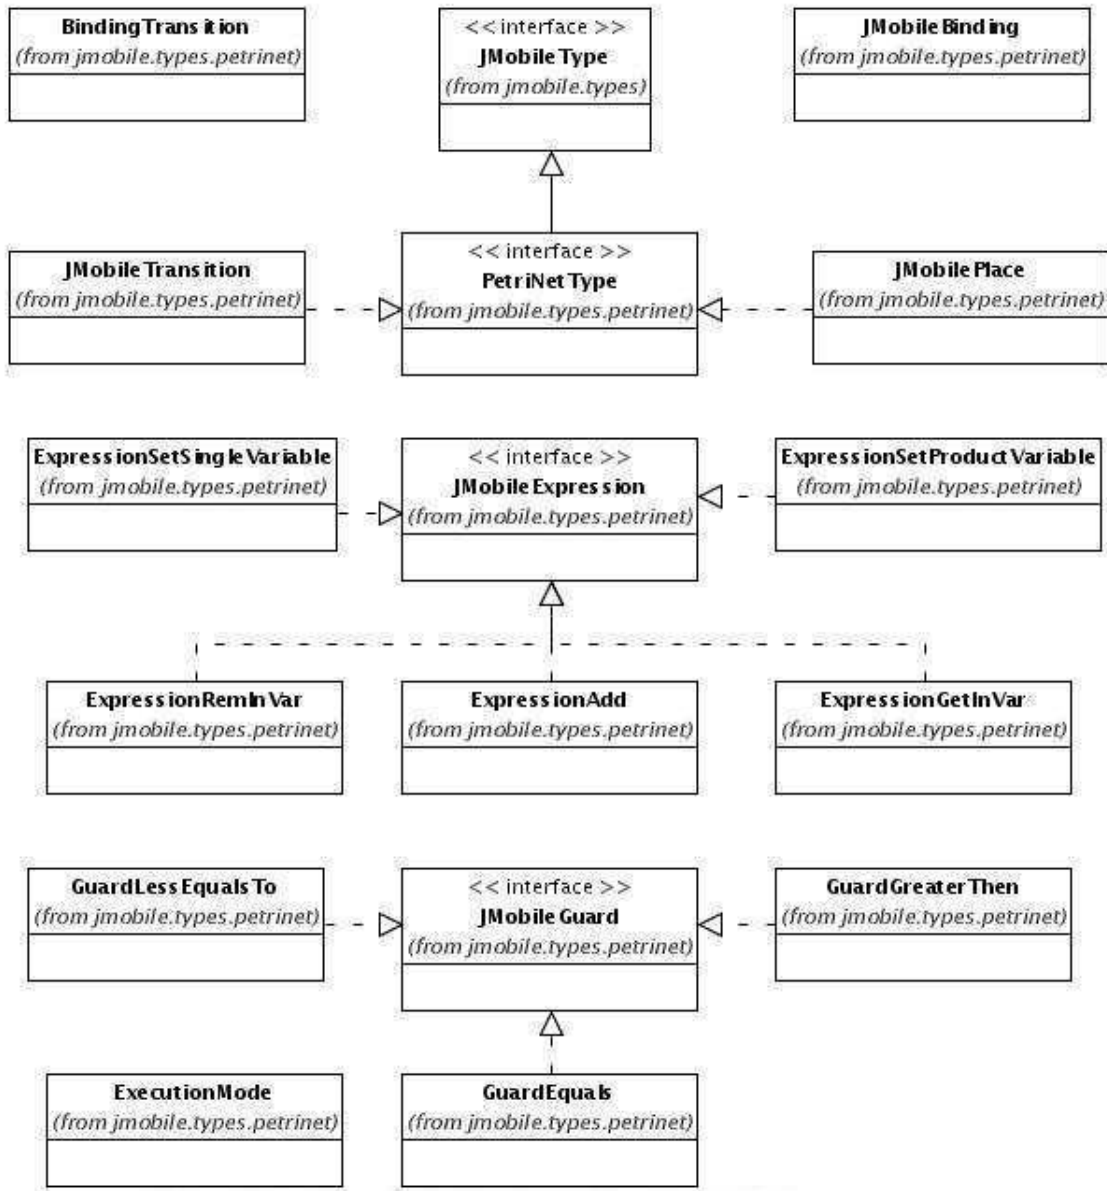 BindingTransition
(from jmobile.types.petrinet)
<< interface >>
JMobileType
(from jmobile.types)
JMobileBinding
(from jmobile.types.petrinet)
JMobileTransition
(from jmobile.types.petrinet)
<< interface >>
PetriNetType
(from jmobile.types.petrinet)
JMobilePlace
(from jmobile.types.petrinet)
ExpressionSetSingleVariable
(from jmobile.types.petrinet)
<< interface >>
JMobileExpression
(from jmobile.types.petrinet)
ExpressionSetProductVariable
(from jmobile.types.petrinet)
ExpressionRemInVar
(from jmobile.types.petrinet)
ExpressionAdd
(from jmobile.types.petrinet)
ExpressionGetInVar
(from jmobile.types.petrinet)
GuardLessEqualsTo
(from jmobile.types.petrinet)
<< interface >>
JMobileGuard
(from jmobile.types.petrinet)
GuardGreaterThen
(from jmobile.types.petrinet)
ExecutionMode
(from jmobile.types.petrinet)
GuardEquals
(from jmobile.types.petrinet)